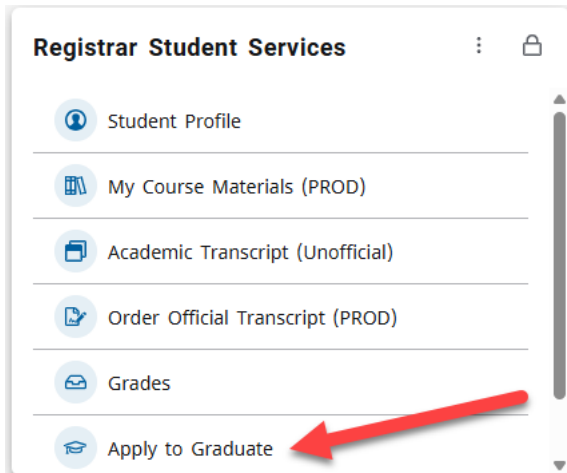 Registrar Student Services
Student Profile
My Course Materials (PROD)
Academic Transcript (Unofficial)
Order Official Transcript (PROD)
Grades
Apply to Graduate